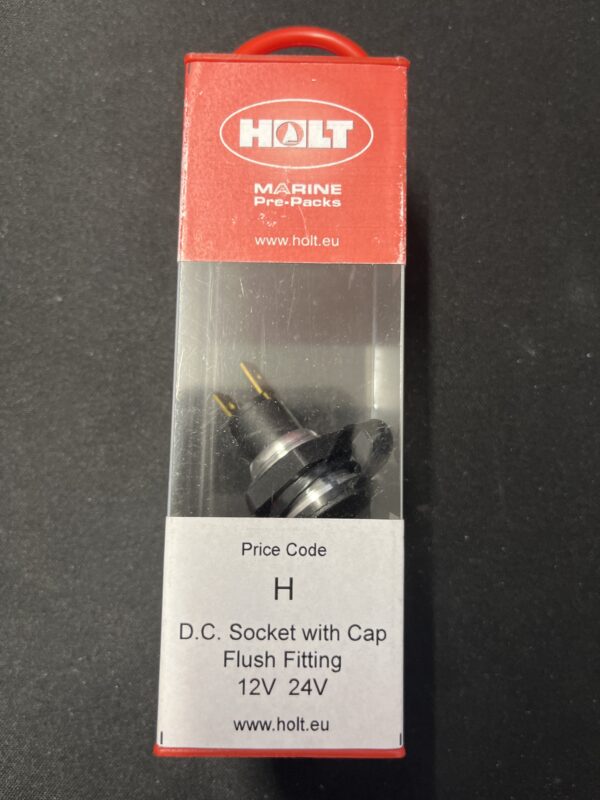 HOLT
MARINE
Pre-Packs
www.holt.eu
Price Code
H
D.C. Socket with Cap
Flush Fitting
12V 24V
www.holt.eu